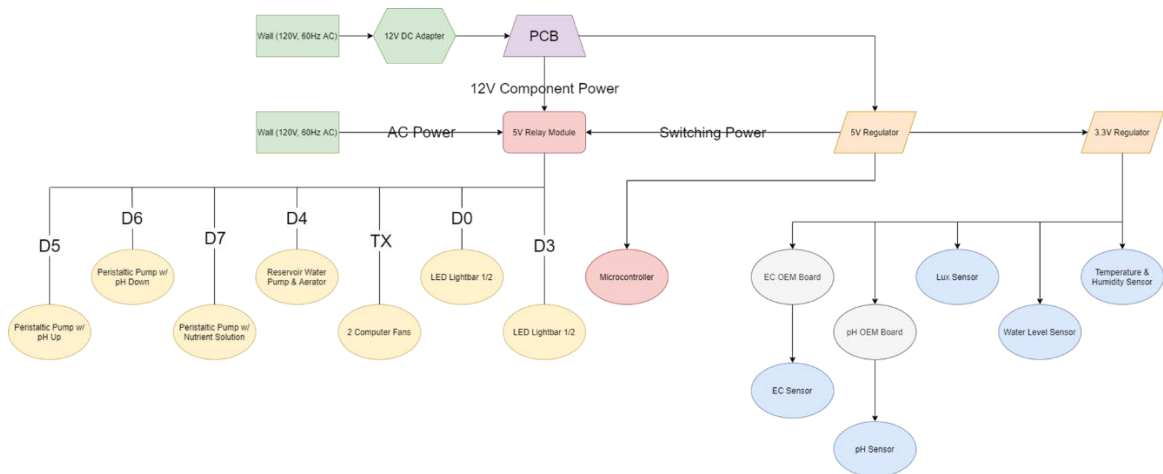 Wall (120V, 60Hz AC)
12V DC Adapter
PCB
12V Component Power
Wall (120V, 60Hz AC)
AC Power
5V Relay Module
Switching Power
5V Regulator
3.3V Regulator
D5
D6
D7
D4
TX
D0
D3
Peristaltic Pump w/
pH Up
Peristaltic Pump w/
pH Down
Peristaltic Pump w/
Nutrient Solution
Reservoir Water
Pump & Aerator
2 Computer Fans
LED Lightbar 1/2
LED Lightbar 1/2
Microcontroller
EC OEM Board
pH OEM Board
Lux Sensor
Water Level Sensor
Temperature &
Humidity Sensor
EC Sensor
pH Sensor